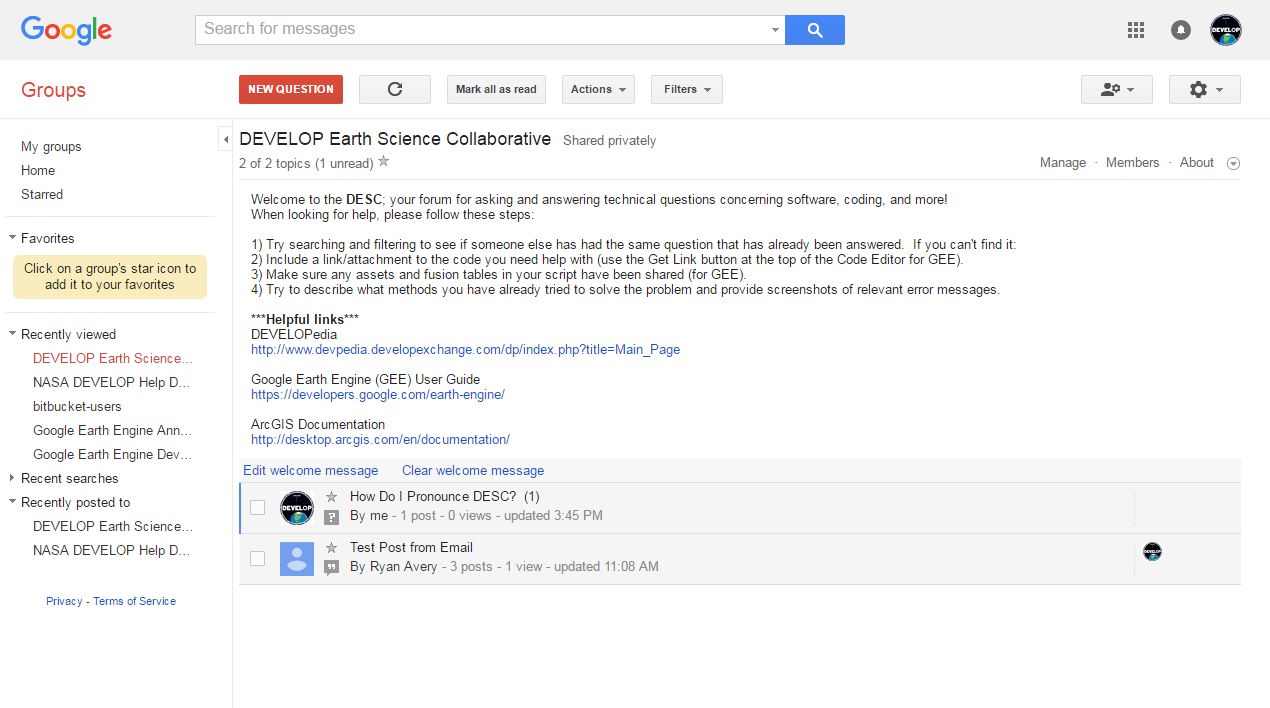 Google
Search for messages
DEVELOP
Groups
NEW QUESTION
Mark all as read
Actions
Filters
My groups
Home
Starred
Favorites
Click on a group's star icon to
add it to your favorites
Recently viewed
DEVELOP Earth Science...
NASA DEVELOP Help D...
bitbucket-users
Google Earth Engine Ann...
Google Earth Engine Dev...
Recent searches
Recently posted to
DEVELOP Earth Science...
NASA DEVELOP Help D...
Privacy - Terms of Service
DEVELOP Earth Science Collaborative Shared privately
2 of 2 topics (1 unread)
Manage · Members · About
Welcome to the DESC; your forum for asking and answering technical questions concerning software, coding, and more!
When looking for help, please follow these steps:
1) Try searching and filtering to see if someone else has had the same question that has already been answered.  If you can't find it:
2) Include a link/attachment to the code you need help with (use the Get Link button at the top of the Code Editor for GEE).
3) Make sure any assets and fusion tables in your script have been shared (for GEE).
4) Try to describe what methods you have already tried to solve the problem and provide screenshots of relevant error messages.
***Helpful links***
DEVELOPedia
http://www.devpedia.developexchange.com/dp/index.php?title=Main_Page
Google Earth Engine (GEE) User Guide
https://developers.google.com/earth-engine/
ArcGIS Documentation
http://desktop.arcgis.com/en/documentation/
Edit welcome message Clear welcome message
DEVELOP
How Do I Pronounce DESC?  (1)
By me - 1 post - 0 views - updated 3:45 PM
Test Post from Email
By Ryan Avery - 3 posts - 1 view - updated 11:08 AM
DEVELOP